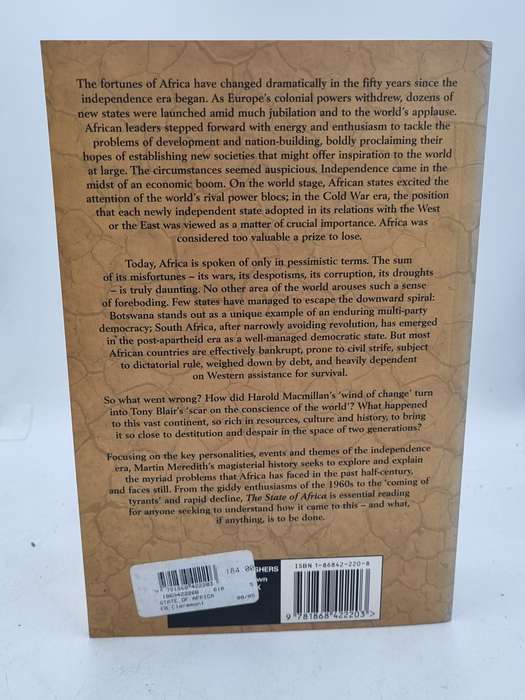 The fortunes of Africa have changed dramatically in the fifty years since the
independence era began. As Europe's colonial powers withdrew, dozens of
new states were launched amid much jubilation and to the world's applause.
African leaders stepped forward with energy and enthusiasm to tackle the
problems of development and nation-building, boldly proclaiming their
hopes of establishing new societies that might offer inspiration to the world
at large. The circumstances seemed auspicious. Independence came in the
midst of an economic boom. On the world stage, African states excited the
attention of the world's rival power blocs; in the Cold War era, the position
that each newly independent state adopted in its relations with the West
or the East was viewed as a matter of crucial importance. Africa was
considered too valuable a prize to lose.
Today, Africa is spoken of only in pessimistic terms. The sum
of its misfortunes – its wars, its despotisms, its corruption, its droughts
– is truly daunting. No other area of the world arouses such a sense
of foreboding. Few states have managed to escape the downward spiral:
Botswana stands out as a unique example of an enduring multi-party
democracy; South Africa, after narrowly avoiding revolution, has emerged
in the post-apartheid era as a well-managed democratic state. But most
African countries are effectively bankrupt, prone to civil strife, subject
to dictatorial rule, weighed down by debt, and heavily dependent
on Western assistance for survival.
So what went wrong? How did Harold Macmillan's 'wind of change' turn
into Tony Blair's 'scar on the conscience of the world'? What happened
to this vast continent, so rich in resources, culture and history, to bring
it so close to destitution and despair in the space of two generations?
Focusing on the key personalities, events and themes of the independence
era, Martin Meredith's magisterial history seeks to explore and explain
the myriad problems that Africa has faced in the past half-century,
and faces still. From the giddy enthusiasms of the 1960s to the 'coming of
tyrants' and rapid decline, The State of Africa is essential reading
for anyone seeking to understand how it came to this – and what,
if anything, is to be done.
184.00
9 781868 422203
1868422208
STATE OF AFRICA
EB Claremont
08/05
SHERS
own
ISBN 1-86842-220-8
9 781868 422203 >